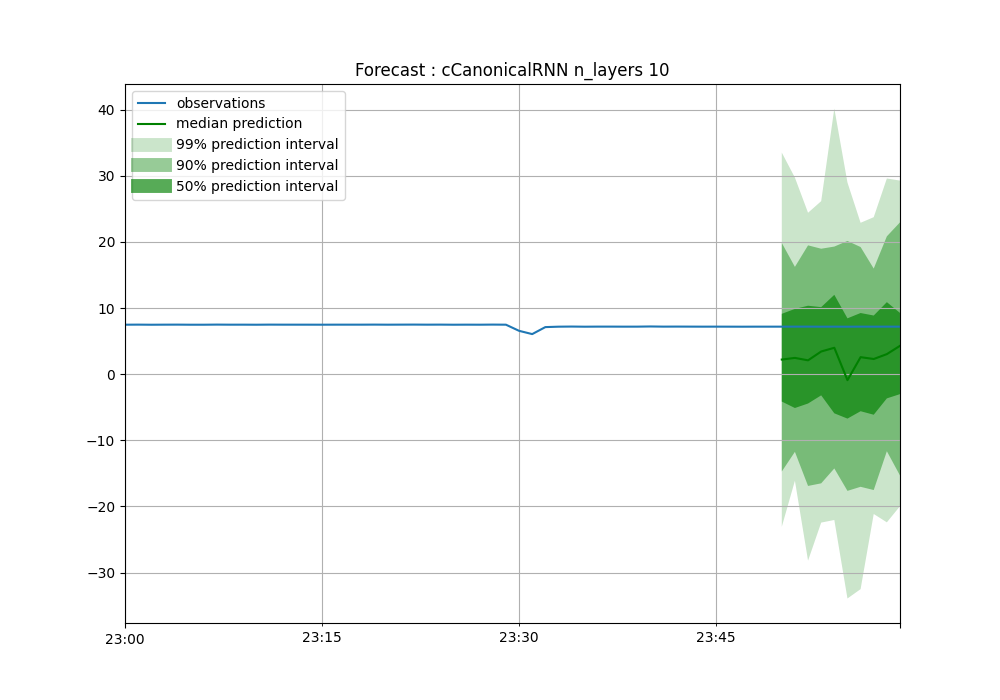 Forecast : cCanonicalRNN n_layers 10
observations
median prediction
99% prediction interval
90% prediction interval
50% prediction interval
40
30
20
10
0
−10
−20
−30
23:00
23:15
23:30
23:45